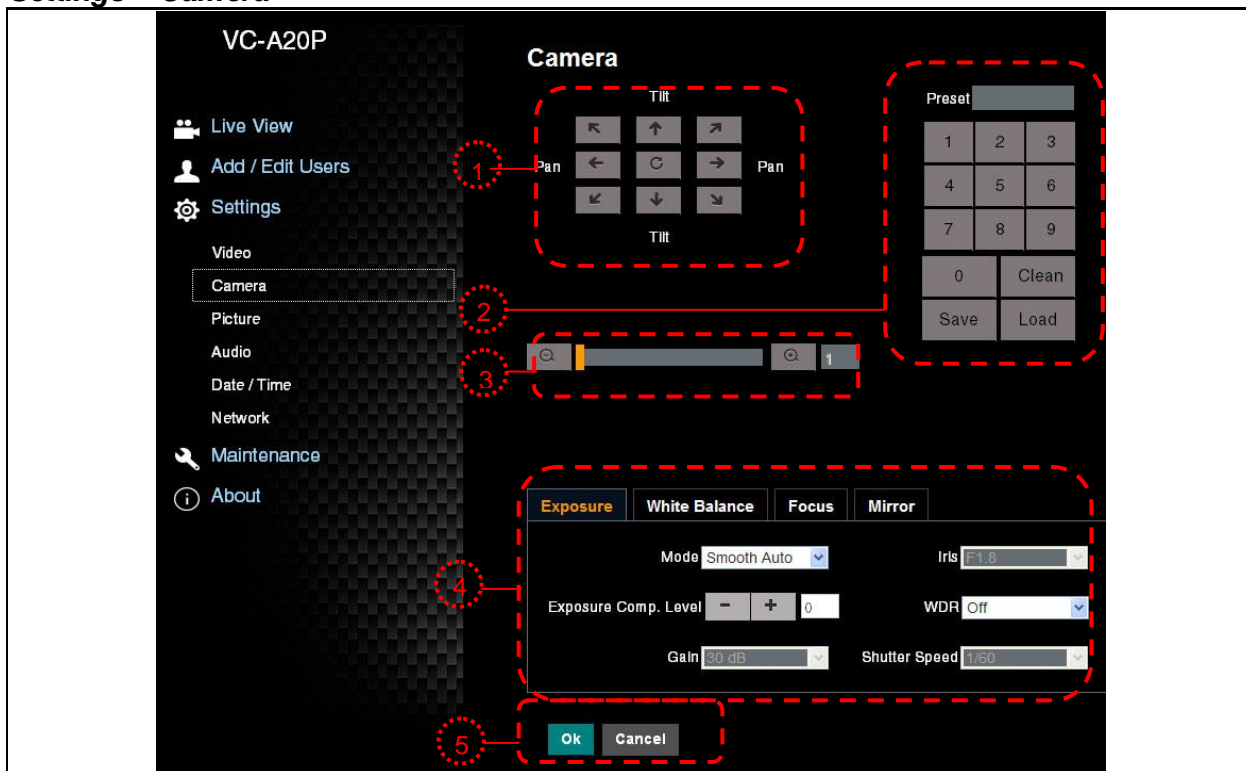 VC-A20P
Live View
Add / Edit Users
Settings
Video
Camera
Picture
Audio
Date / Time
Network
Maintenance
About
Camera
Tilt
Pan
Pan
Tilt
Preset
1 2 3
4 5 6
7 8 9
0 Clean
Save Load
1
2
3
1
Exposure White Balance Focus Mirror
Mode Smooth Auto Iris F1.8
Exposure Comp. Level - + 0 WDR Off
Gain 30 dB Shutter Speed 1/60
4
5
Ok Cancel